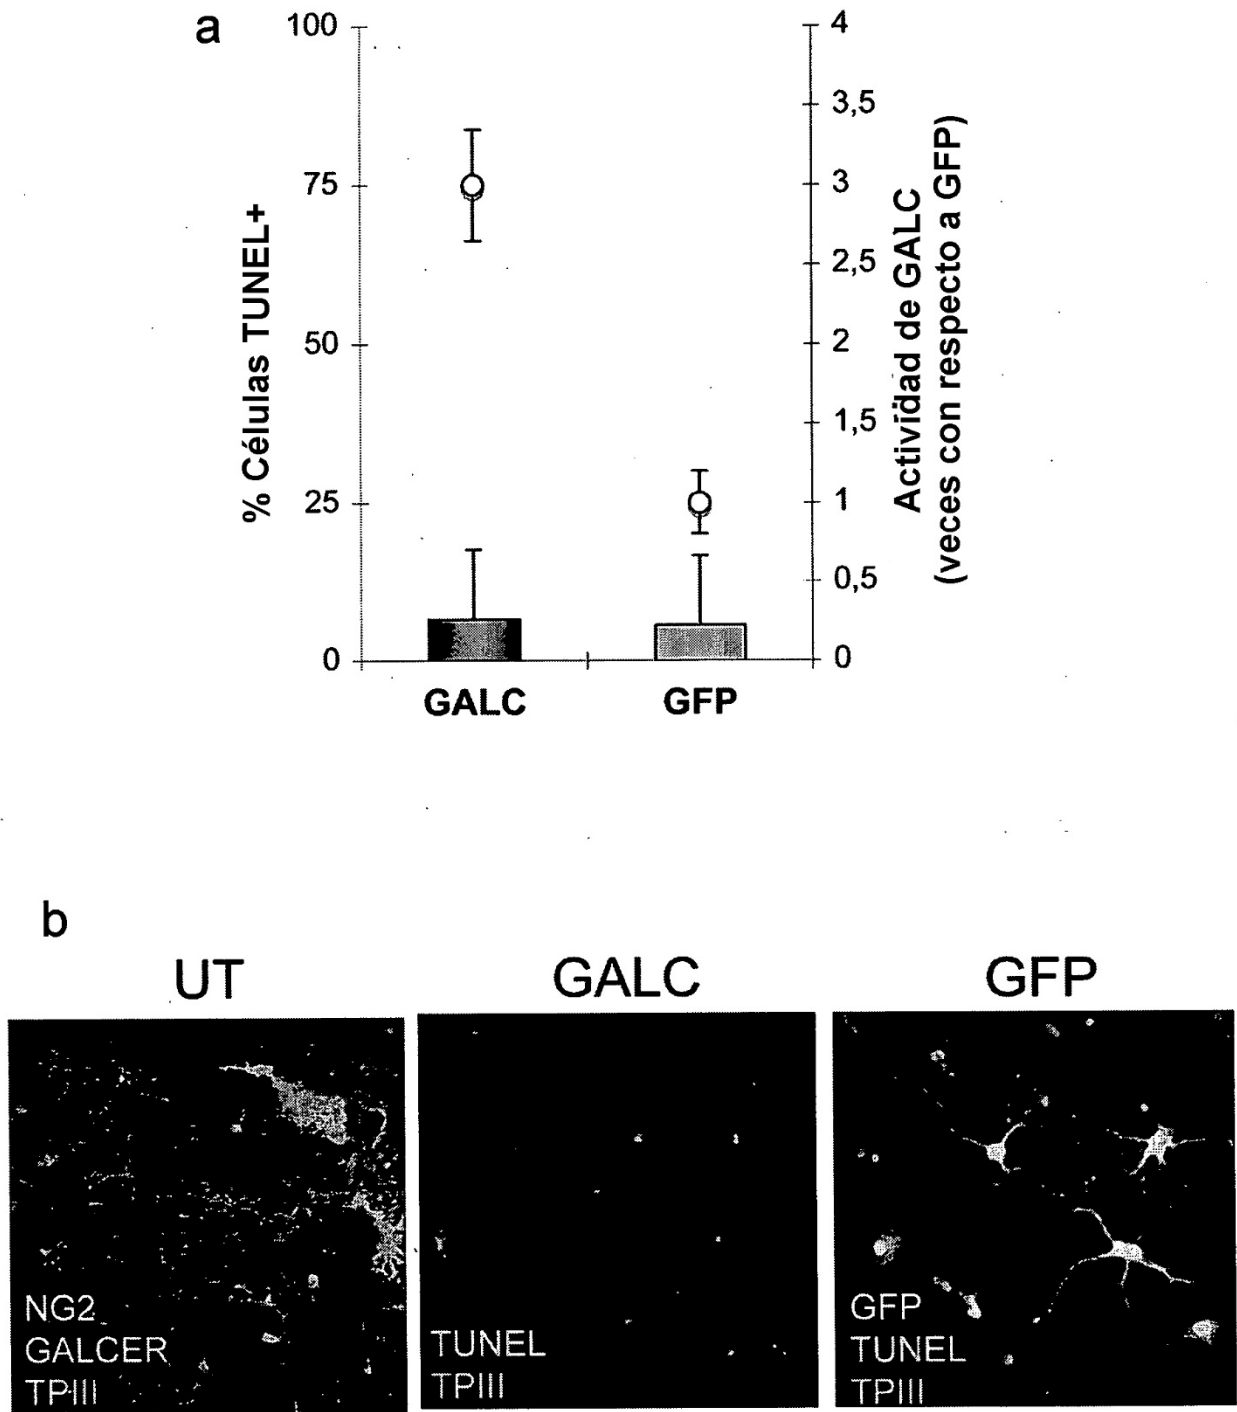 a
100
75
50
25
0
% Células TUNEL+
4
3,5
3
2,5
2
1,5
1
0,5
0
Actividad de GALC
(veces con respecto a GFP)
GALC
GFP
b
UT
GALC
GFP
NG2
GALCER
TPIII
TUNEL
TPIII
GFP
TUNEL
TPIII